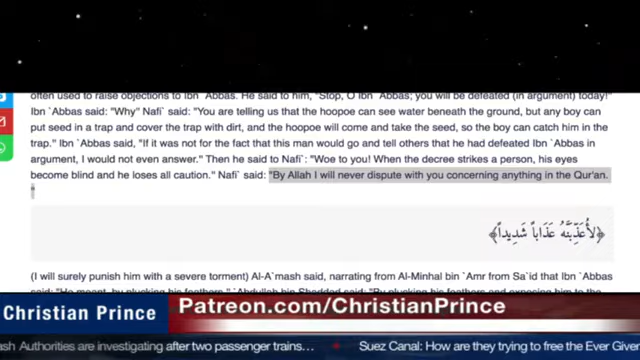 often used to raise objections to Ibn `Abbas. He said to him, "Stop, O Ibn `Abbas; you will be defeated (in argument) today!"
Ibn `Abbas said: "Why" Nafi` said: "You are telling us that the hoopoe can see water beneath the ground, but any boy can
put seed in a trap and cover the trap with dirt, and the hoopoe will come and take the seed, so the boy can catch him in the
trap." Ibn `Abbas said, "If it was not for the fact that this man would go and tell others that he had defeated Ibn `Abbas in
argument, I would not even answer." Then he said to Nafi`: "Woe to you! When the decree strikes a person, his eyes
become blind and he loses all caution." Nafi` said: "By Allah I will never dispute with you concerning anything in the Qur'an.
"
﴿لأُعَذِّبَنَّهُ عَذَاباً شَدِيداً﴾
(I will surely punish him with a severe torment) Al-A`mash said, narrating from Al-Minhal bin `Amr from Sa`id that Ibn `Abbas
said: "He meant, by plucking his feathers." `Abdullah bin Shaddad said: "By plucking his feathers and exposing him to the
Christian Prince
Patreon.com/ChristianPrince
ash Authorities are investigating after two passenger trains...
Suez Canal: How are they trying to free the Ever Give